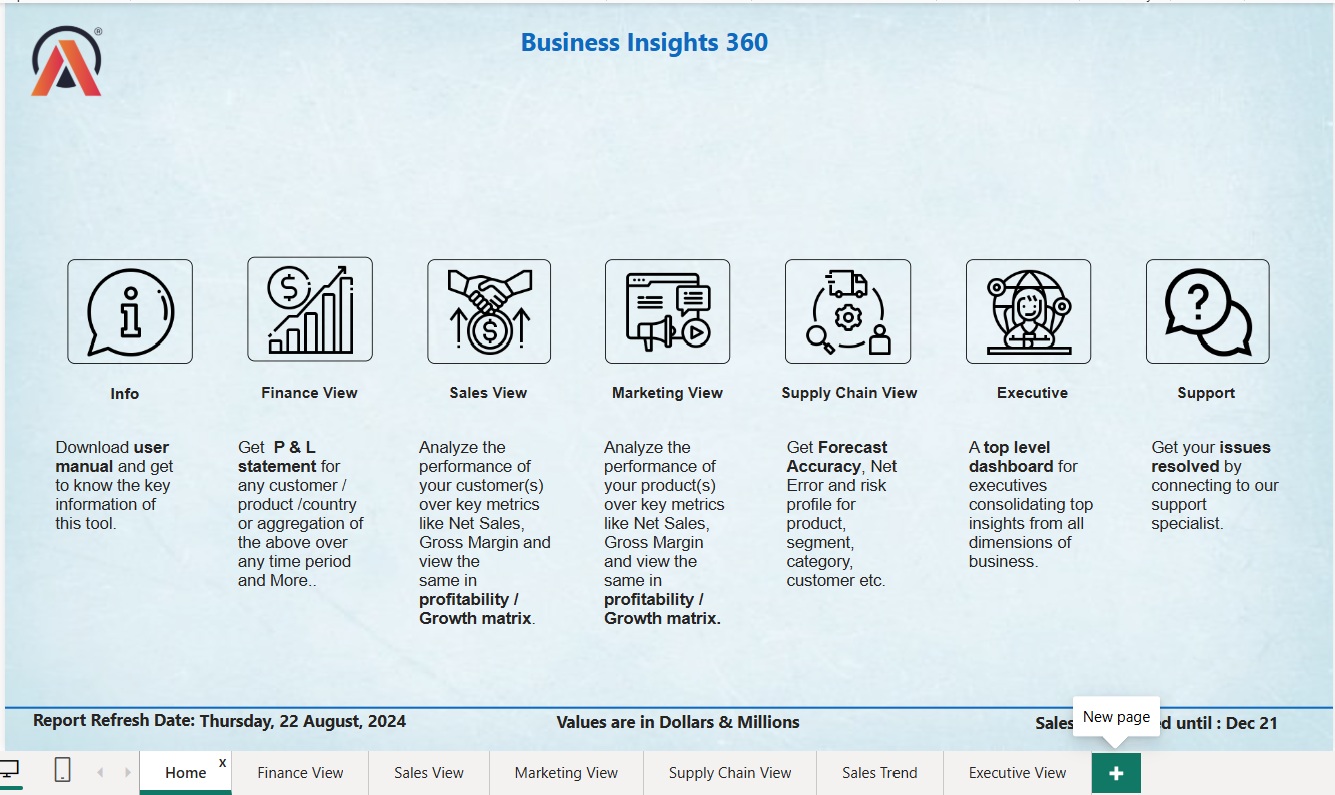 ®
Business Insights 360
Info
Finance View
Sales View
Marketing View
Supply Chain View
Executive
Support
Download user
manual and get
to know the key
information of
this tool.
Get P & L
statement for
any customer /
product /country
or aggregation of
the above over
any time period
and More..
Analyze the
performance of
your customer(s)
over key metrics
like Net Sales,
Gross Margin and
view the
same in
profitability /
Growth matrix.
Analyze the
performance of
your product(s)
over key metrics
like Net Sales,
Gross Margin
and view the
same in
profitability /
Growth matrix.
Get Forecast
Accuracy, Net
Error and risk
profile for
product,
segment,
category,
customer etc.
A top level
dashboard for
executives
consolidating top
insights from all
dimensions of
business.
Get your issues
resolved by
connecting to our
support
specialist.
Report Refresh Date: Thursday, 22 August, 2024
Values are in Dollars & Millions
Sales d until : Dec 21
New page
Home x
Finance View
Sales View
Marketing View
Supply Chain View
Sales Trend
Executive View
+